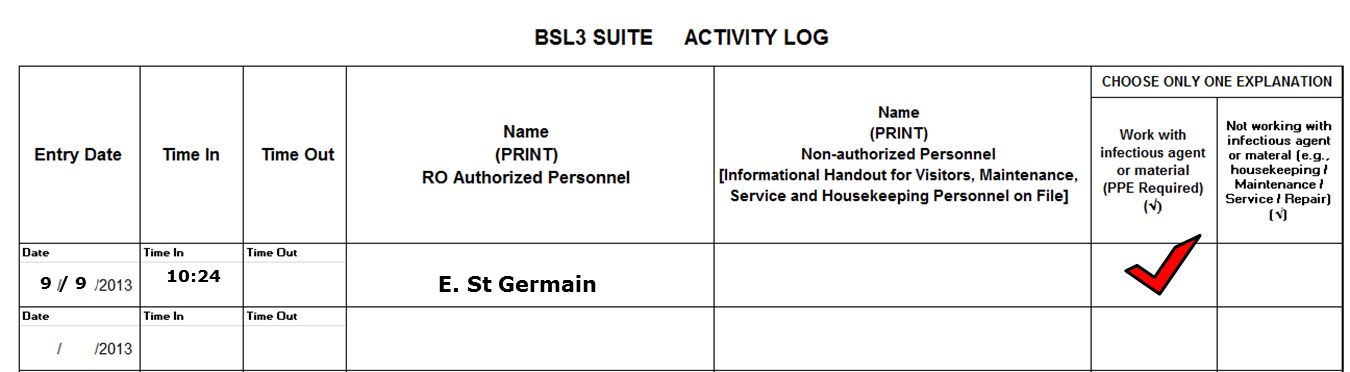 BSL3 SUITE ACTIVITY LOG
CHOOSE ONLY ONE EXPLANATION
Entry Date
Time In
Time Out
Name
(PRINT)
RO Authorized Personnel
Name
(PRINT)
Non-authorized Personnel
[Informational Handout for Visitors, Maintenance,
Service and Housekeeping Personnel on File]
Work with
infectious agent
or material
(PPE Required)
(√)
Not working with
infectious agent
or materal (e.g.,
housekeeping /
Maintenance /
Service / Repair)
(√)
Date
9 / 9 /2013
Time In
10:24
Time Out
E. St Germain
Date
/ /2013
Time In
Time Out